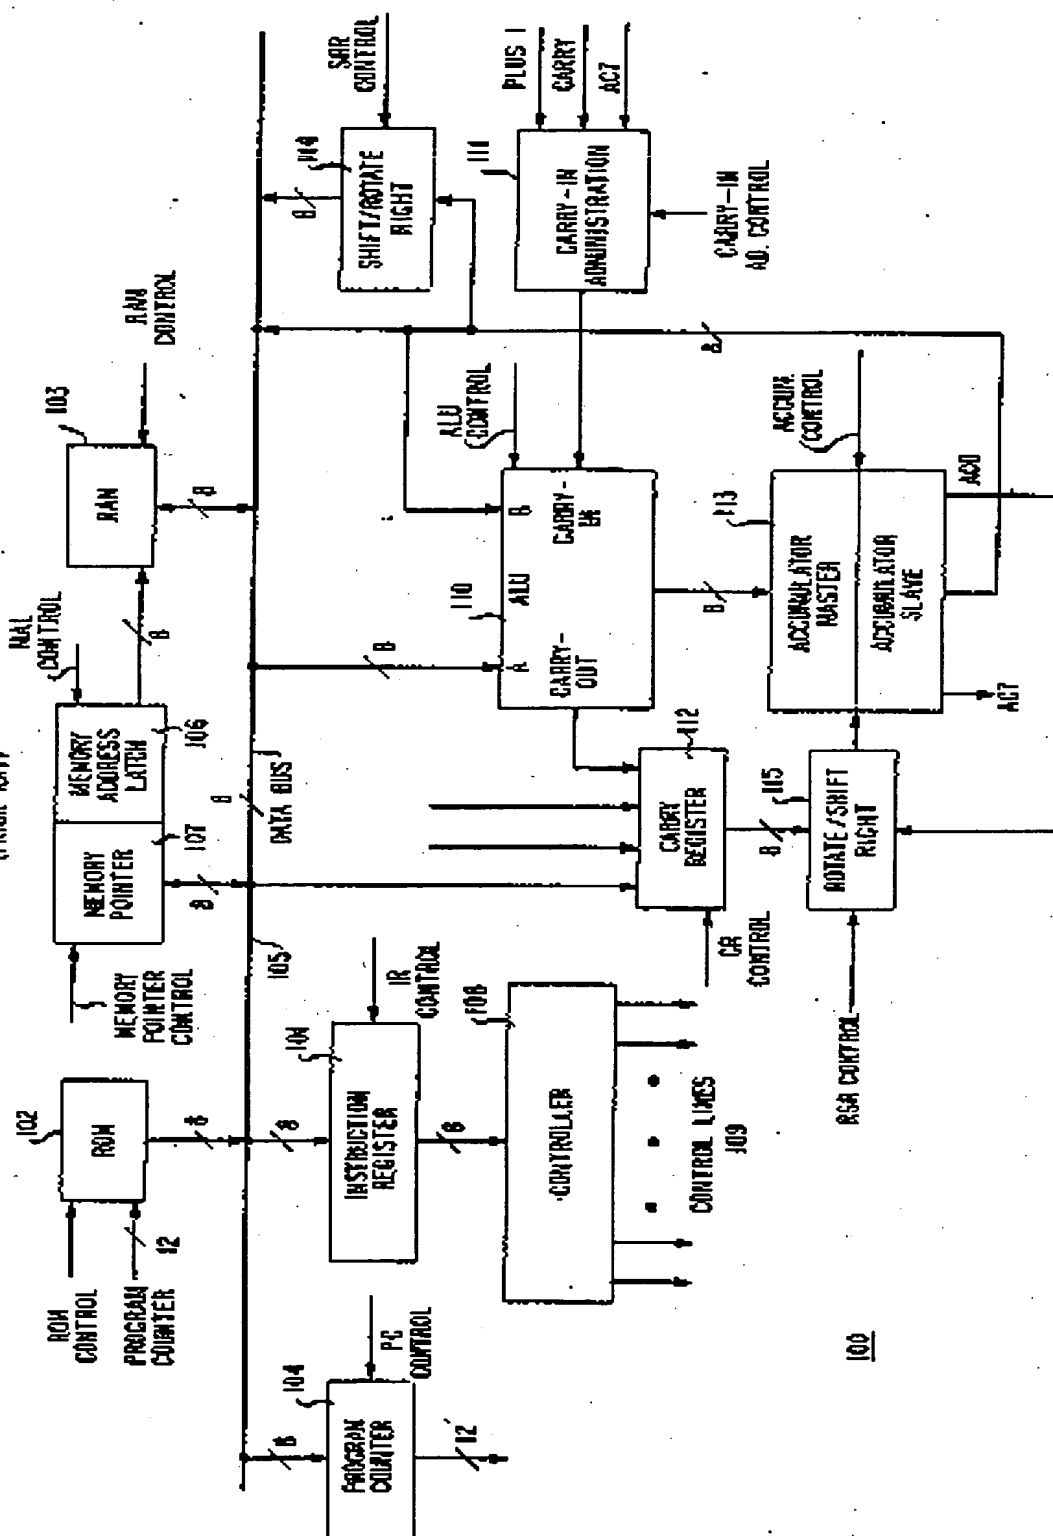 (PRIOR ART)
ROM
CONTROL
PROGRAM
COUNTER
12
102
ROM
8
MEMORY
POINTER
CONTROL
MEMORY
POINTER
107
MEMORY
ADDRESS
LATCH
106
MAL
CONTROL
8
8
103
RAM
RAM
CONTROL
8
105
DATA BUS
8
104
PROGRAM
COUNTER
8
12
PC
CONTROL
INSTRUCTION
REGISTER
8
8
IR
CONTROL
108
CONTROLLER
CONTROL LINES
109
110
ALU
A
B
CARRY-
OUT
CARRY-
IN
8
8
ALU
CONTROL
114
SHIFT/ROTATE
RIGHT
8
SAR
CONTROL
111
CARRY-IN
ADMINISTRATION
PLUS 1
CARRY
AC7
CARRY-IN
AD. CONTROL
8
112
CARRY
REGISTER
CR
CONTROL
8
115
ROTATE/SHIFT
RIGHT
RSR CONTROL
113
ACCUMULATOR
MASTER
ACCUMULATOR
SLAVE
ACCUM.
CONTROL
AC7
AC0
100